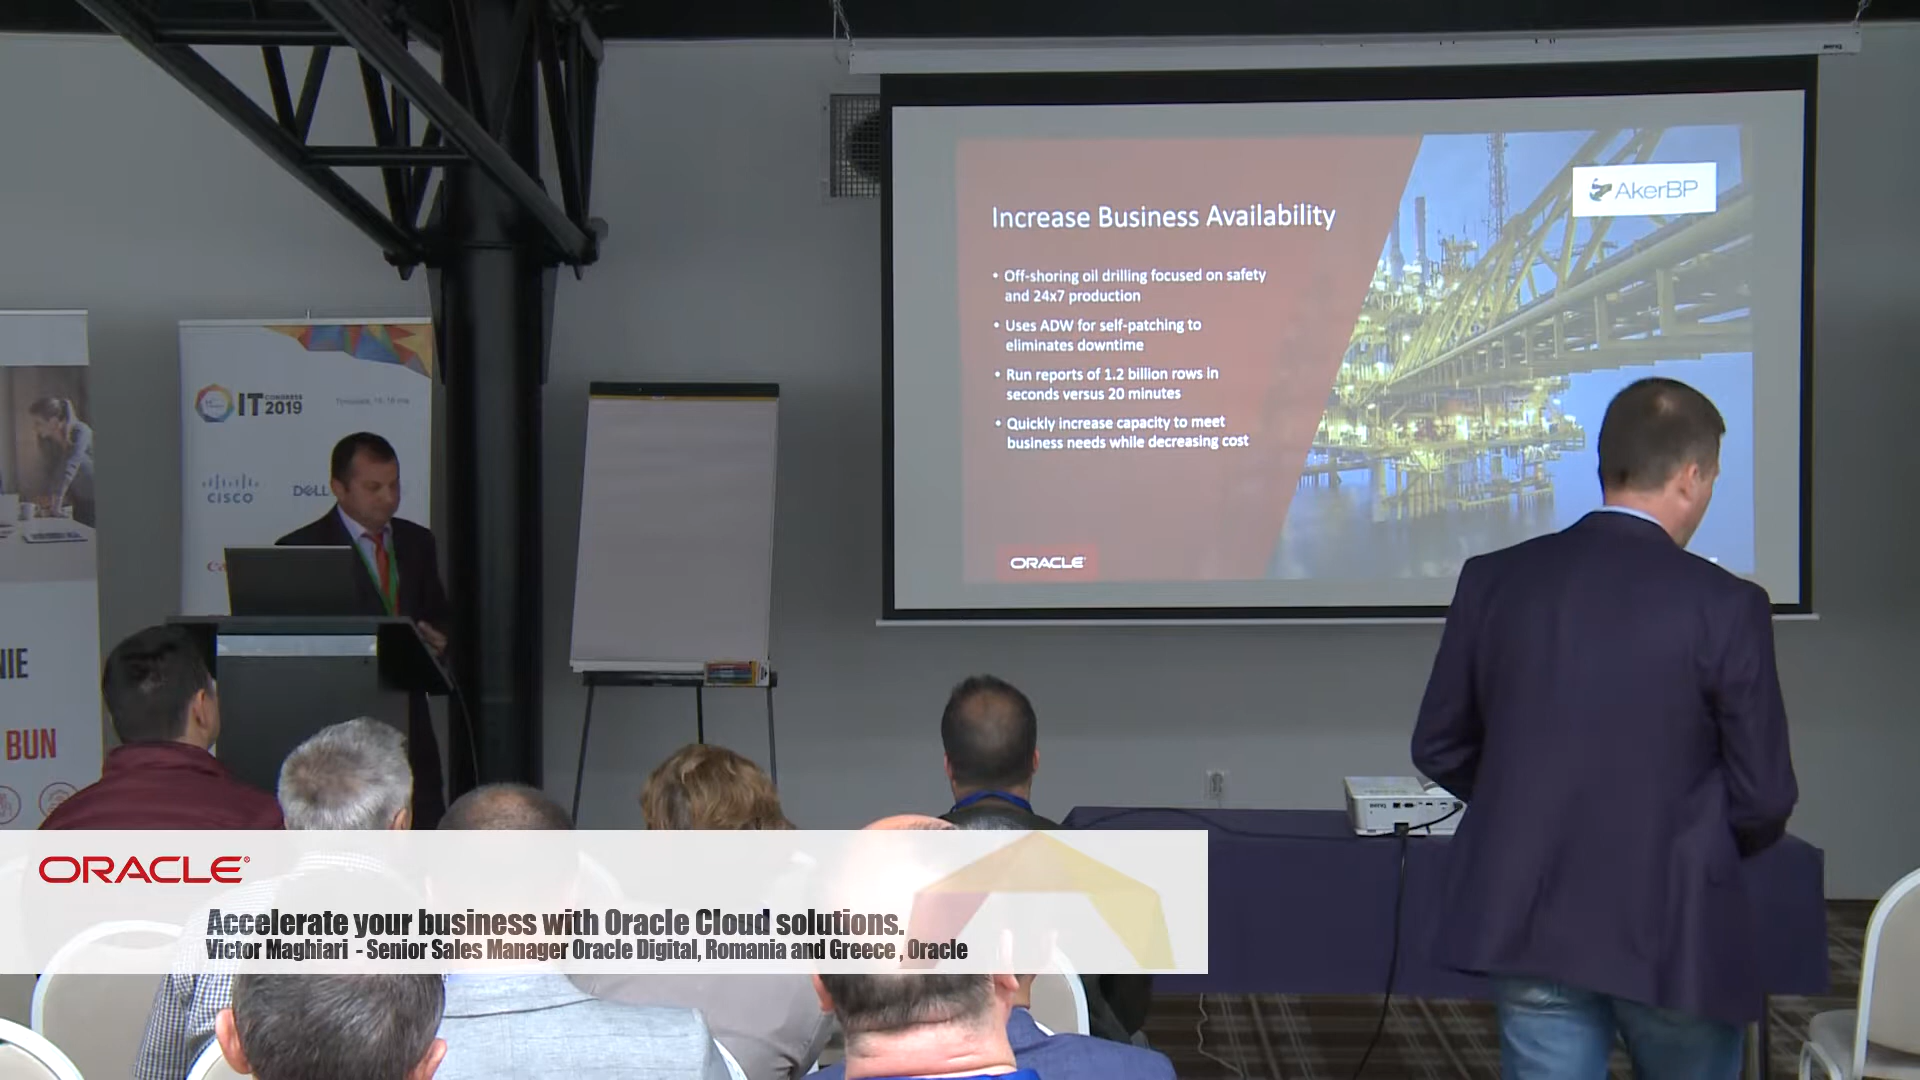 AkerBP
Increase Business Availability
• Off-shoring oil drilling focused on safety
and 24x7 production
• Uses ADW for self-patching to
eliminates downtime
• Run reports of 1.2 billion rows in
seconds versus 20 minutes
• Quickly increase capacity to meet
business needs while decreasing cost
ORACLE
IT CONGRESS
2019
CISCO
DELL
NIE
BUN
ORACLE®
Accelerate your business with Oracle Cloud solutions.
Victor Maghiari - Senior Sales Manager Oracle Digital, Romania and Greece , Oracle